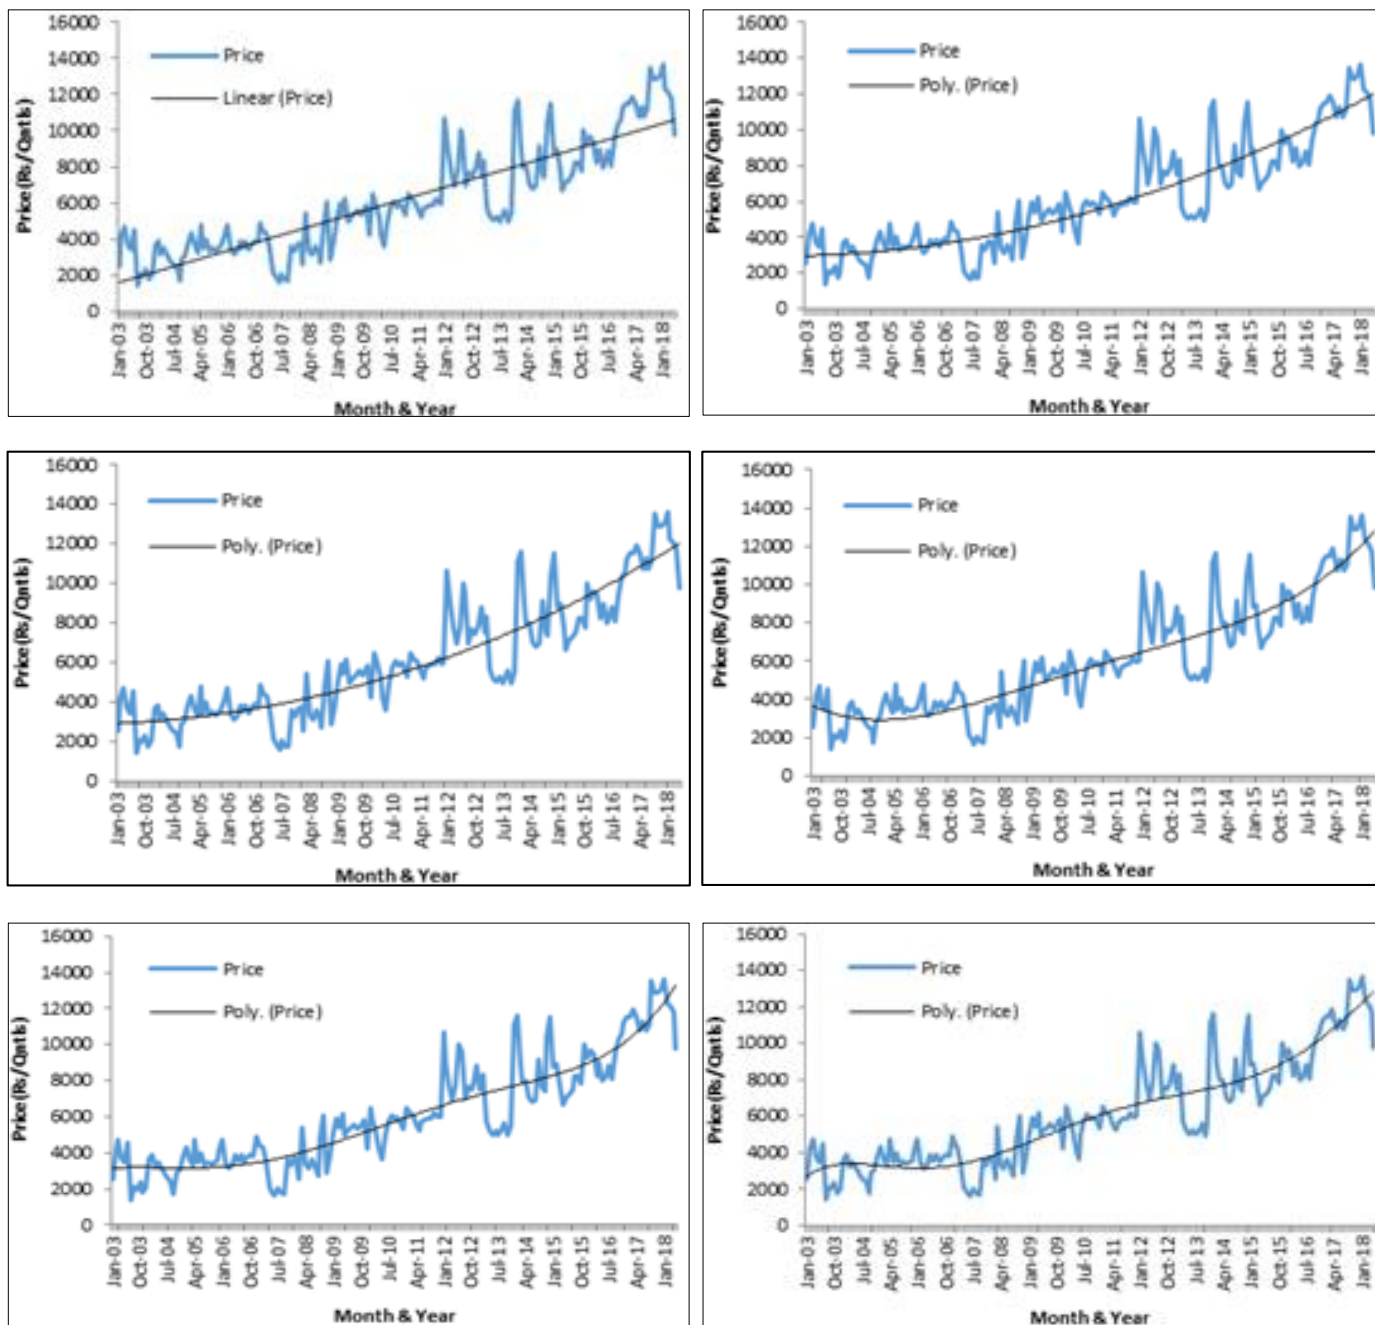 16000
14000
12000
10000
8000
6000
4000
2000
0
Price(Rs/Qntls)
Price
Linear (Price)
Jan-03
Oct-03
Jul-04
Apr-05
Jan-06
Oct-06
Jul-07
Apr-08
Jan-09
Oct-09
Jul-10
Apr-11
Jan-12
Oct-12
Jul-13
Apr-14
Jan-15
Oct-15
Jul-16
Apr-17
Jan-18
Month & Year
16000
14000
12000
10000
8000
6000
4000
2000
0
Price(Rs/Qntls)
Price
Poly. (Price)
Jan-03
Oct-03
Jul-04
Apr-05
Jan-06
Oct-06
Jul-07
Apr-08
Jan-09
Oct-09
Jul-10
Apr-11
Jan-12
Oct-12
Jul-13
Apr-14
Jan-15
Oct-15
Jul-16
Apr-17
Jan-18
Month & Year
16000
14000
12000
10000
8000
6000
4000
2000
0
Price(Rs/Qntls)
Price
Poly. (Price)
Jan-03
Oct-03
Jul-04
Apr-05
Jan-06
Oct-06
Jul-07
Apr-08
Jan-09
Oct-09
Jul-10
Apr-11
Jan-12
Oct-12
Jul-13
Apr-14
Jan-15
Oct-15
Jul-16
Apr-17
Jan-18
Month & Year
16000
14000
12000
10000
8000
6000
4000
2000
0
Price(Rs/Qntls)
Price
Poly. (Price)
Jan-03
Oct-03
Jul-04
Apr-05
Jan-06
Oct-06
Jul-07
Apr-08
Jan-09
Oct-09
Jul-10
Apr-11
Jan-12
Oct-12
Jul-13
Apr-14
Jan-15
Oct-15
Jul-16
Apr-17
Jan-18
Month & Year
16000
14000
12000
10000
8000
6000
4000
2000
0
Price(Rs/Qntls)
Price
Poly. (Price)
Jan-03
Oct-03
Jul-04
Apr-05
Jan-06
Oct-06
Jul-07
Apr-08
Jan-09
Oct-09
Jul-10
Apr-11
Jan-12
Oct-12
Jul-13
Apr-14
Jan-15
Oct-15
Jul-16
Apr-17
Jan-18
Month & Year
16000
14000
12000
10000
8000
6000
4000
2000
0
Price(Rs/Qntls)
Price
Poly. (Price)
Jan-03
Oct-03
Jul-04
Apr-05
Jan-06
Oct-06
Jul-07
Apr-08
Jan-09
Oct-09
Jul-10
Apr-11
Jan-12
Oct-12
Jul-13
Apr-14
Jan-15
Oct-15
Jul-16
Apr-17
Jan-18
Month & Year